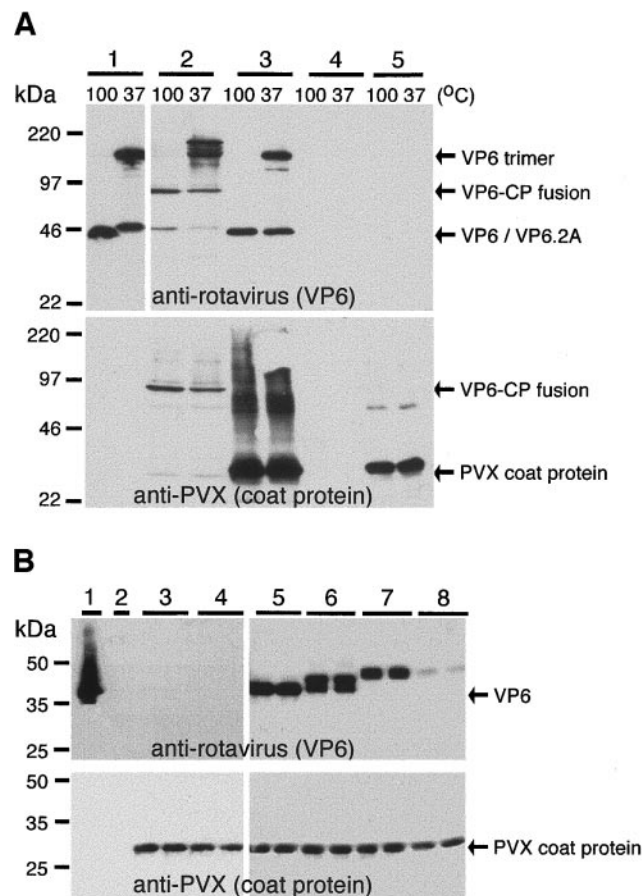 A
1 2 3 4 5
kDa 100 37 100 37 100 37 100 37 100 37 (°C)
220
97
46
22
VP6 trimer
VP6-CP fusion
VP6 / VP6.2A
anti-rotavirus (VP6)
220
97
46
22
VP6-CP fusion
PVX coat protein
anti-PVX (coat protein)
B
1 2 3 4 5 6 7 8
kDa
50
35
25
VP6
anti-rotavirus (VP6)
50
35
25
PVX coat protein
anti-PVX (coat protein)